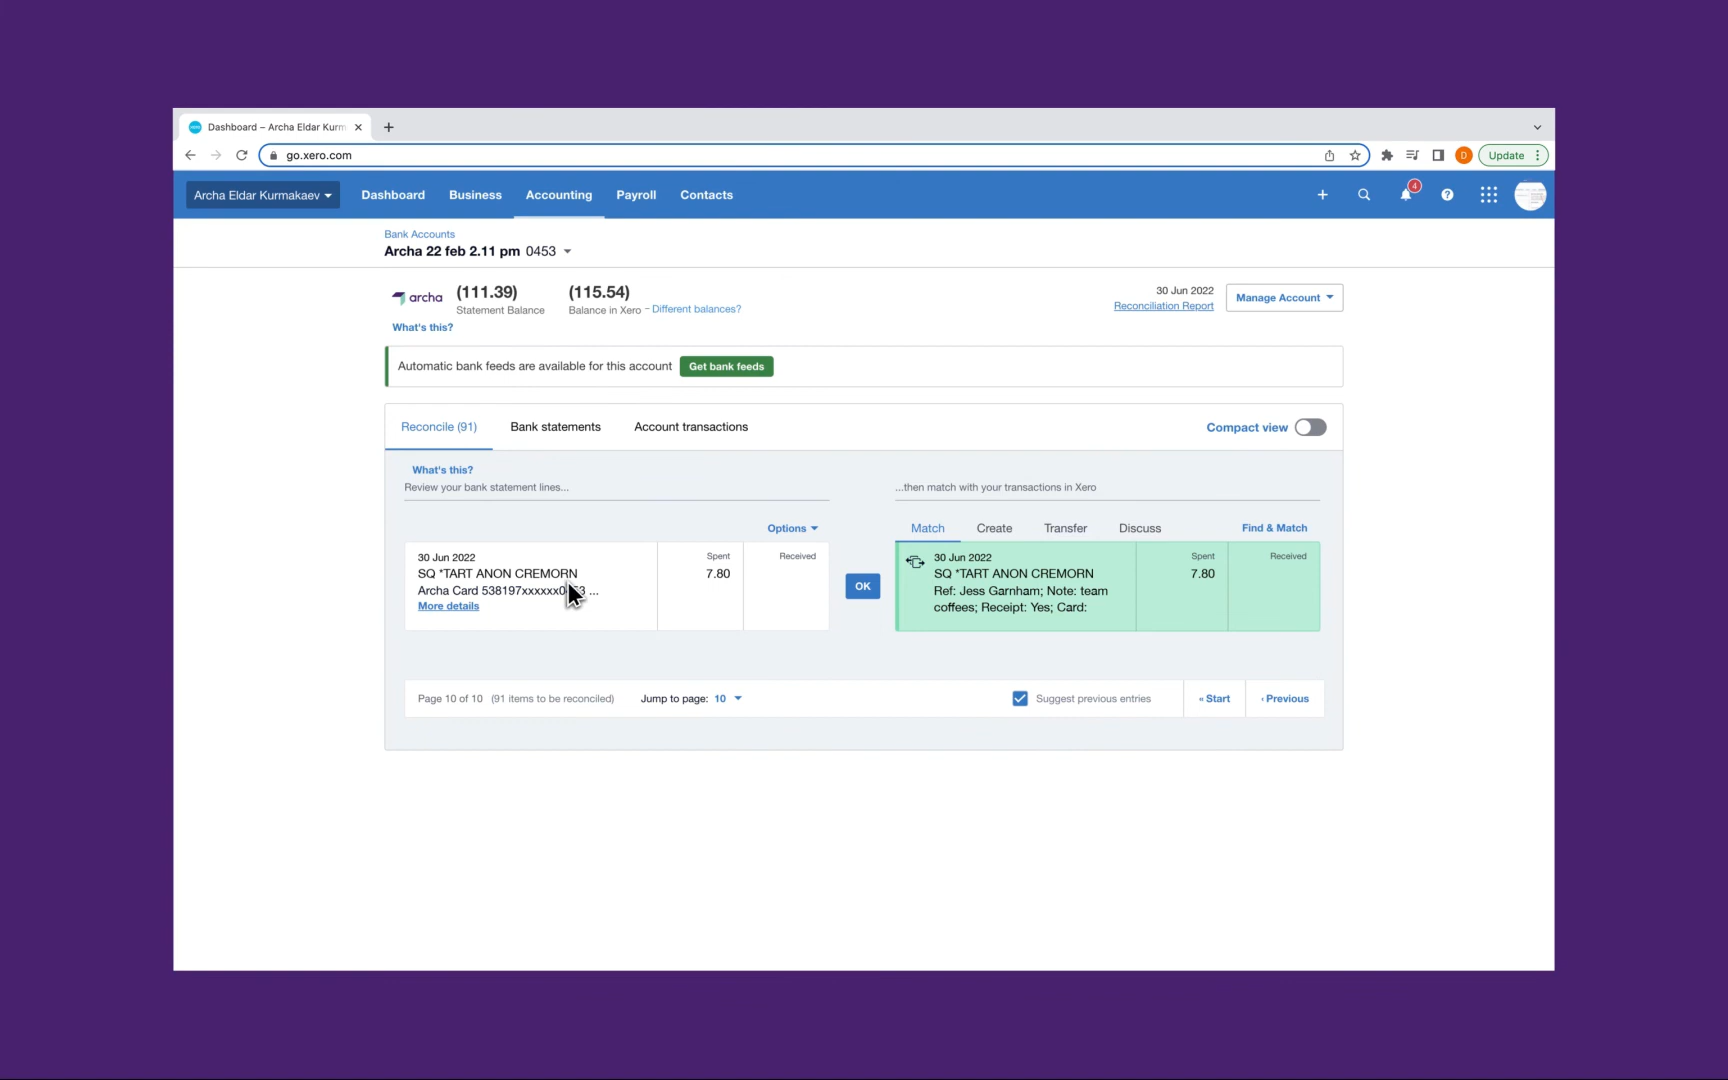 Dashboard – Archa Eldar Kurm
go.xero.com
Update
Archa Eldar Kurmakaev
Dashboard
Business
Accounting
Payroll
Contacts
4
D
Bank Accounts
Archa 22 feb 2.11 pm 0453
archa
(111.39)
Statement Balance
(115.54)
Balance in Xero - Different balances?
What's this?
30 Jun 2022
Reconciliation Report
Manage Account
Automatic bank feeds are available for this account
Get bank feeds
Reconcile (91)
Bank statements
Account transactions
Compact view
What's this?
Review your bank statement lines...
...then match with your transactions in Xero
Options
Match
Create
Transfer
Discuss
Find & Match
30 Jun 2022
SQ *TART ANON CREMORN
Archa Card ...
More details
Spent
7.80
Received
OK
30 Jun 2022
SQ *TART ANON CREMORN
Ref: Jess Garnham; Note: team
coffees; Receipt: Yes; Card:
Spent
7.80
Received
Page 10 of 10 (91 items to be reconciled)
Jump to page: 10
Suggest previous entries
« Start
‹ Previous